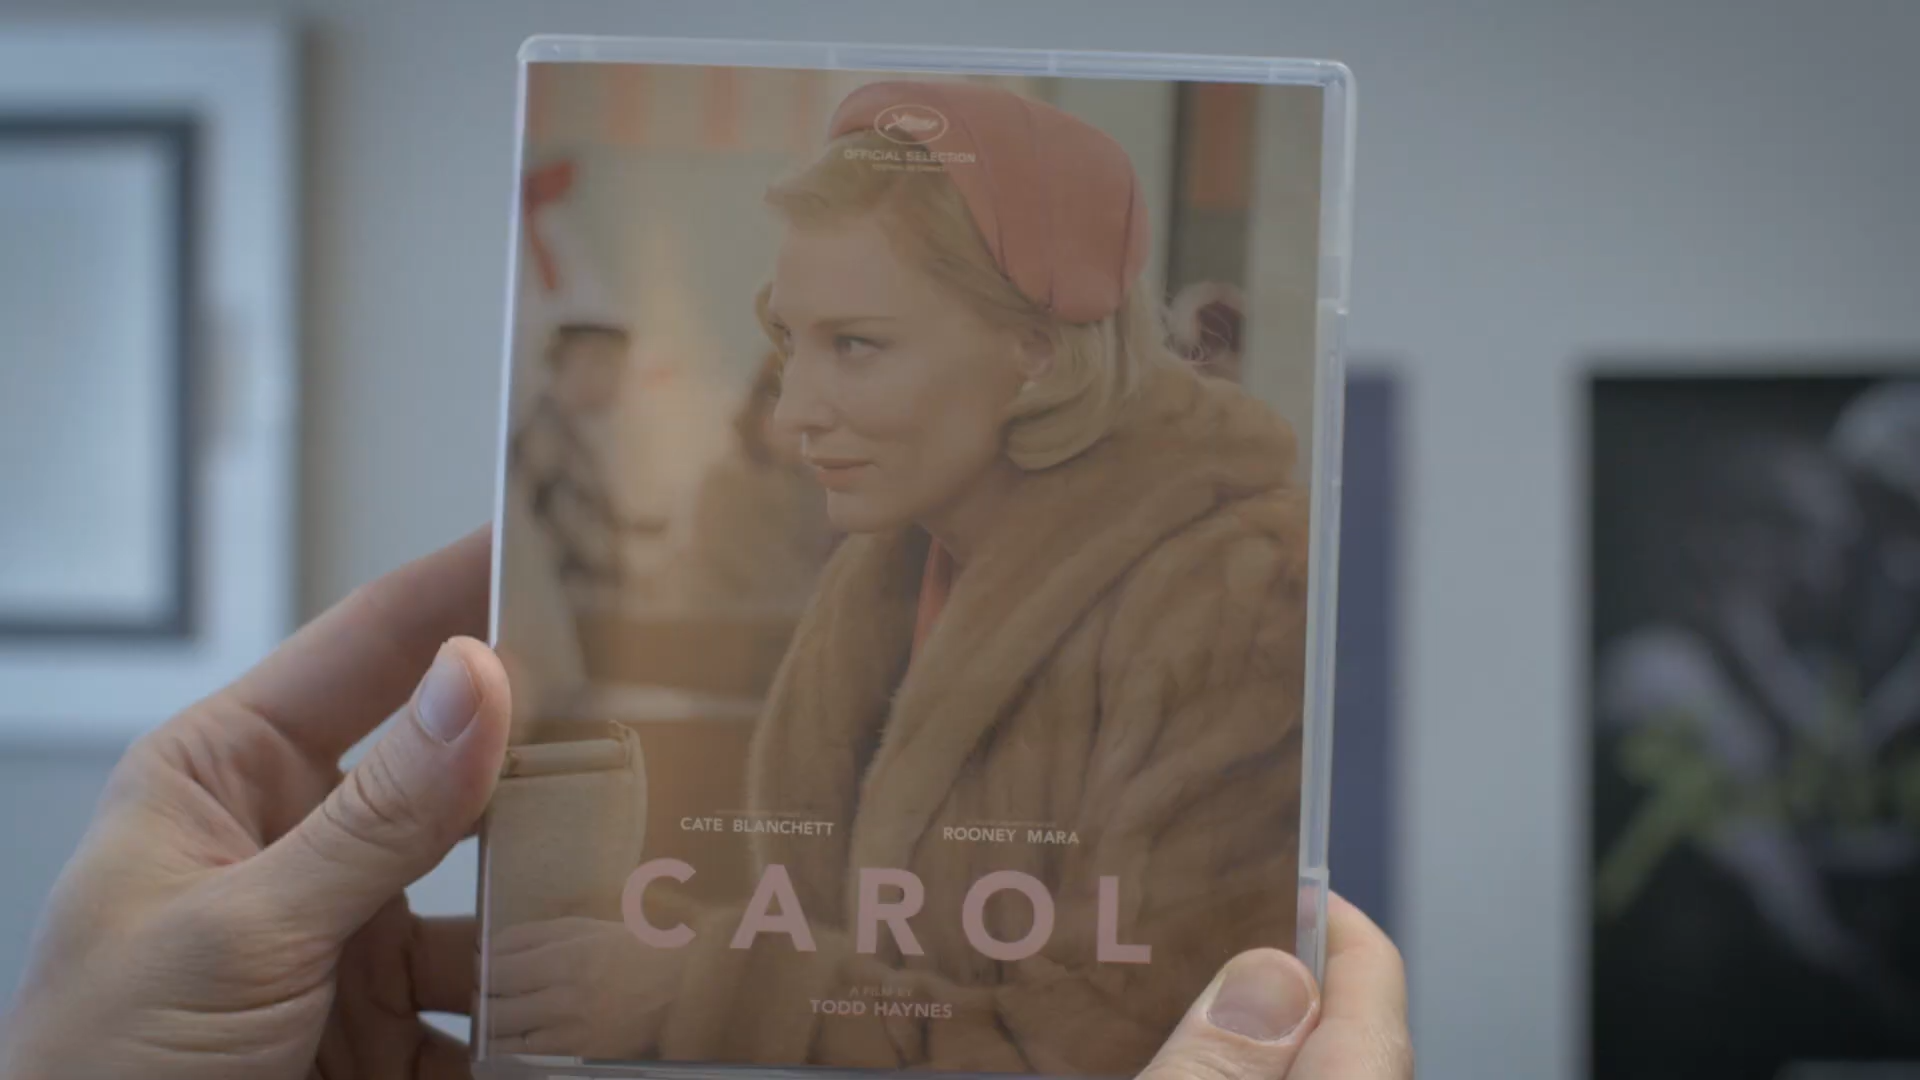 OFFICIAL SELECTION
CATE BLANCHETT
ROONEY MARA
CAROL
A FILM BY
TODD HAYNES